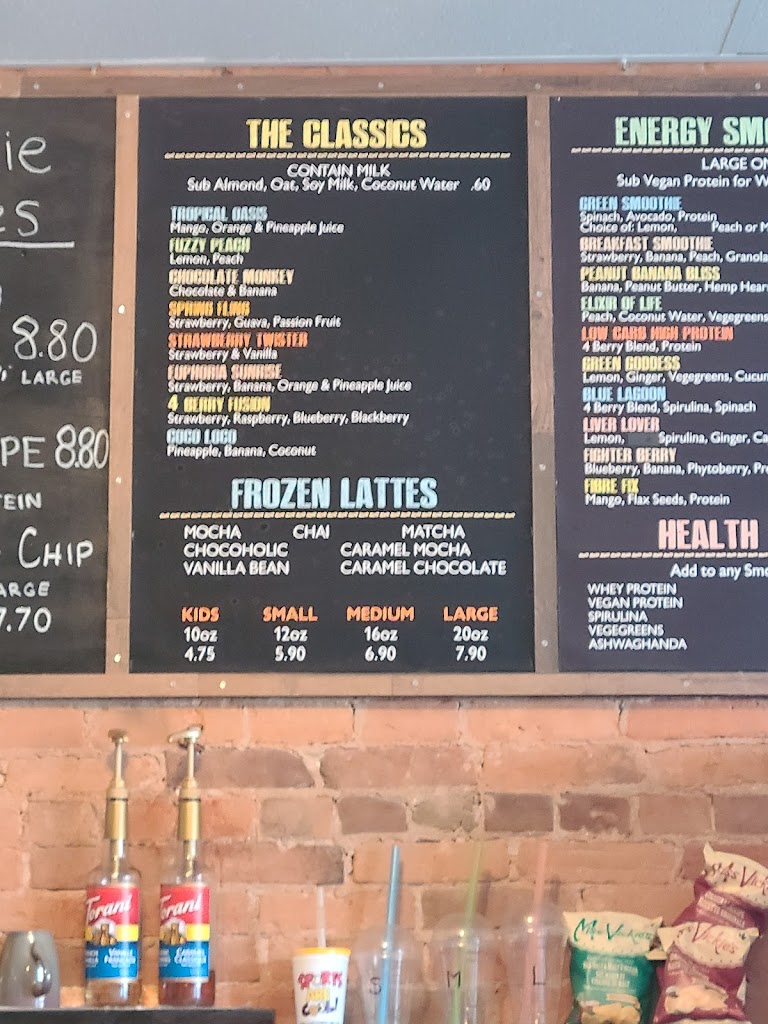 ie
es
8.80
LARGE
PE 8.80
TEIN
CHIP
ARGE
7.70
THE CLASSICS
CONTAIN MILK
Sub Almond, Oat, Soy Milk, Coconut Water .60
TROPICAL OASIS
Mango, Orange & Pineapple Juice
FUZZY PEACH
Lemon, Peach
CHOCOLATE MONKEY
Chocolate & Banana
SPRING FLING
Strawberry, Guava, Passion Fruit
STRAWBERRY TWISTER
Strawberry & Vanilla
EUPHORIA SUNRISE
Strawberry, Banana, Orange & Pineapple Juice
4 BERRY FUSION
Strawberry, Raspberry, Blueberry, Blackberry
COCO LOCO
Pineapple, Banana, Coconut
FROZEN LATTES
MOCHA CHAI MATCHA
CHOCOHOLIC CARAMEL MOCHA
VANILLA BEAN CARAMEL CHOCOLATE
KIDS SMALL MEDIUM LARGE
10oz 12oz 16oz 20oz
4.75 5.90 6.90 7.90
ENERGY SMO
LARGE ON
Sub Vegan Protein for W
GREEN SMOOTHIE
Spinach, Avocado, Protein
Choice of: Lemon, Peach or M
BREAKFAST SMOOTHIE
Strawberry, Banana, Peach, Granola
PEANUT BANANA BLISS
Banana, Peanut Butter, Hemp Hear
ELIXIR OF LIFE
Peach, Coconut Water, Vegegreens
LOW CARB HIGH PROTEIN
4 Berry Blend, Protein
GREEN GODDESS
Lemon, Ginger, Vegegreens, Cucum
BLUE LAGOON
4 Berry Blend, Spirulina, Spinach
LIVER LOVER
Lemon, Spirulina, Ginger, Ca
FIGHTER BERRY
Blueberry, Banana, Phytoberry, Pro
FIBRE FIX
Mango, Flax Seeds, Protein
HEALTH
Add to any Smo
WHEY PROTEIN
VEGAN PROTEIN
SPIRULINA
VEGEGREENS
ASHWAGHANDA
Torani
Torani
S
M
L
Miss Vickie's
Vickie's